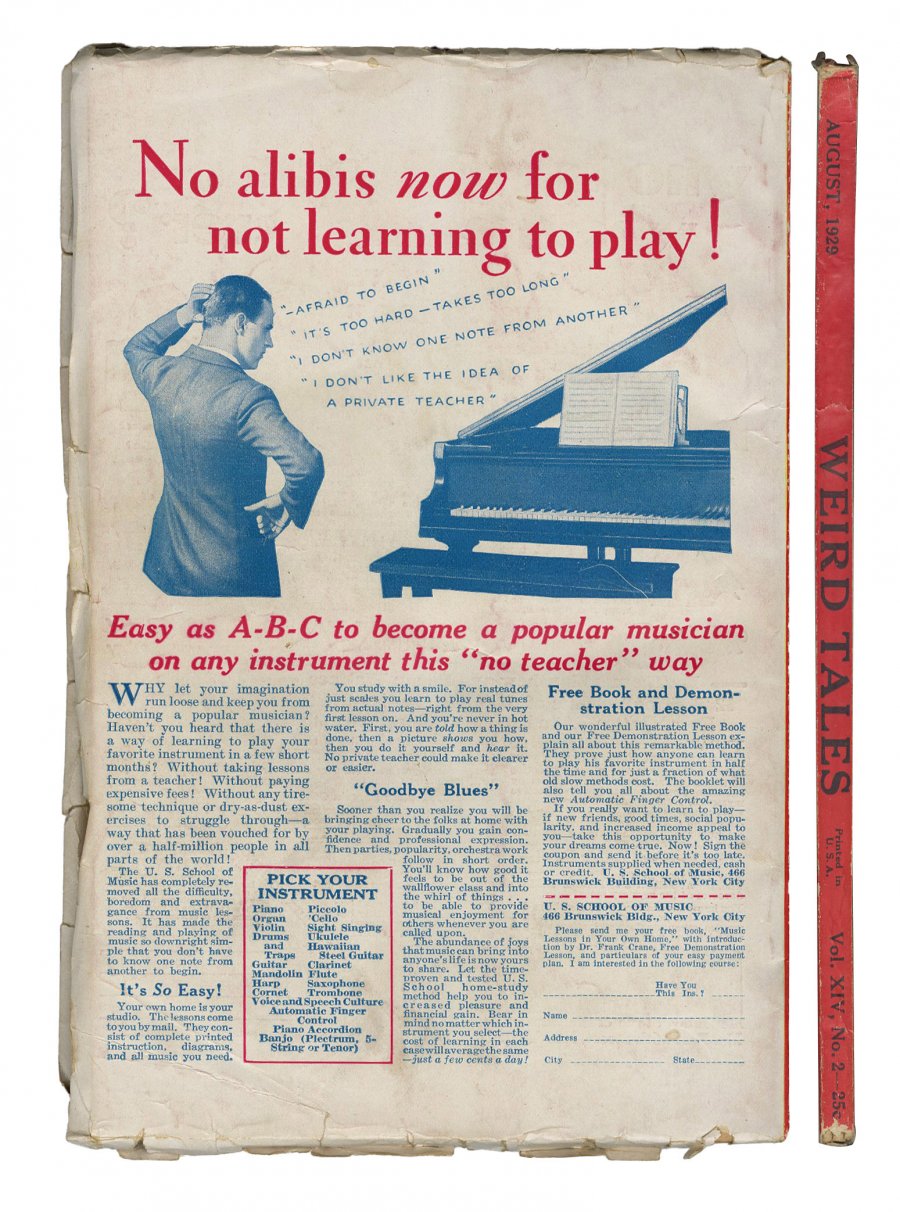 No alibis now for
not learning to play!
"—AFRAID TO BEGIN"
"IT'S TOO HARD — TAKES TOO LONG"
"I DON'T KNOW ONE NOTE FROM ANOTHER"
"I DON'T LIKE THE IDEA OF
A PRIVATE TEACHER"
Easy as A-B-C to become a popular musician
on any instrument this "no teacher" way
WHY let your imagination
run loose and keep you from
becoming a popular musician?
Haven't you heard that there is
a way of learning to play your
favorite instrument in a few short
months? Without taking lessons
from a teacher! Without paying
expensive fees! Without any tire-
some technique or dry-as-dust ex-
ercises to struggle through—a
way that has been vouched for by
over a half-million people in all
parts of the world!
The U. S. School of
Music has completely re-
moved all the difficulty,
boredom and extrava-
gance from music les-
sons. It has made the
reading and playing of
music so downright sim-
ple that you don't have
to know one note from
another to begin.
It's So Easy!
Your own home is your
studio. The lessons come
to you by mail. They con-
sist of complete printed
instruction, diagrams,
and all music you need.
You study with a smile. For instead of
just scales you learn to play real tunes
from actual notes—right from the very
first lesson on. And you're never in hot
water. First, you are told how a thing is
done, then a picture shows you how,
then you do it yourself and hear it.
No private teacher could make it clearer
or easier.
"Goodbye Blues"
Sooner than you realize you will be
bringing cheer to the folks at home with
your playing. Gradually you gain con-
fidence and professional expression.
Then parties, popularity, orchestra work
follow in short order.
You'll know how good it
feels to be out of the
wallflower class and into
the whirl of things . . .
to be able to provide
musical enjoyment for
others whenever you are
called upon.
The abundance of joys
that music can bring into
anyone's life is now yours
to share. Let the time-
proven and tested U. S.
School home-study
method help you to in-
creased pleasure and
financial gain. Bear in
mind no matter which in-
strument you select—the
cost of learning in each
case will average the same
—just a few cents a day!
PICK YOUR
INSTRUMENT
Piano Piccolo
Organ 'Cello
Violin Sight Singing
Drums Ukulele
and Hawaiian
Traps Steel Guitar
Guitar Clarinet
Mandolin Flute
Harp Saxophone
Cornet Trombone
Voice and Speech Culture
Automatic Finger
Control
Piano Accordion
Banjo (Plectrum, 5-
String or Tenor)
Free Book and Demon-
stration Lesson
Our wonderful illustrated Free Book
and our Free Demonstration Lesson ex-
plain all about this remarkable method.
They prove just how anyone can learn
to play his favorite instrument in half
the time and for just a fraction of what
old slow methods cost. The booklet will
also tell you all about the amazing
new Automatic Finger Control.
If you really want to learn to play—
if new friends, good times, social popu-
larity, and increased income appeal to
you—take this opportunity to make
your dreams come true. Now! Sign the
coupon and send it before it's too late.
Instruments supplied when needed, cash
or credit. U. S. School of Music, 466
Brunswick Building, New York City
U. S. SCHOOL OF MUSIC
466 Brunswick Bldg., New York City
Please send me your free book, "Music
Lessons in Your Own Home," with introduc-
tion by Dr. Frank Crane, Free Demonstration
Lesson, and particulars of your easy payment
plan. I am interested in the following course:
Have You
This Ins.?
Name
Address
City State
AUGUST, 1929
WEIRD TALES
Printed in
U. S. A.
Vol. XIV, No. 2—25c